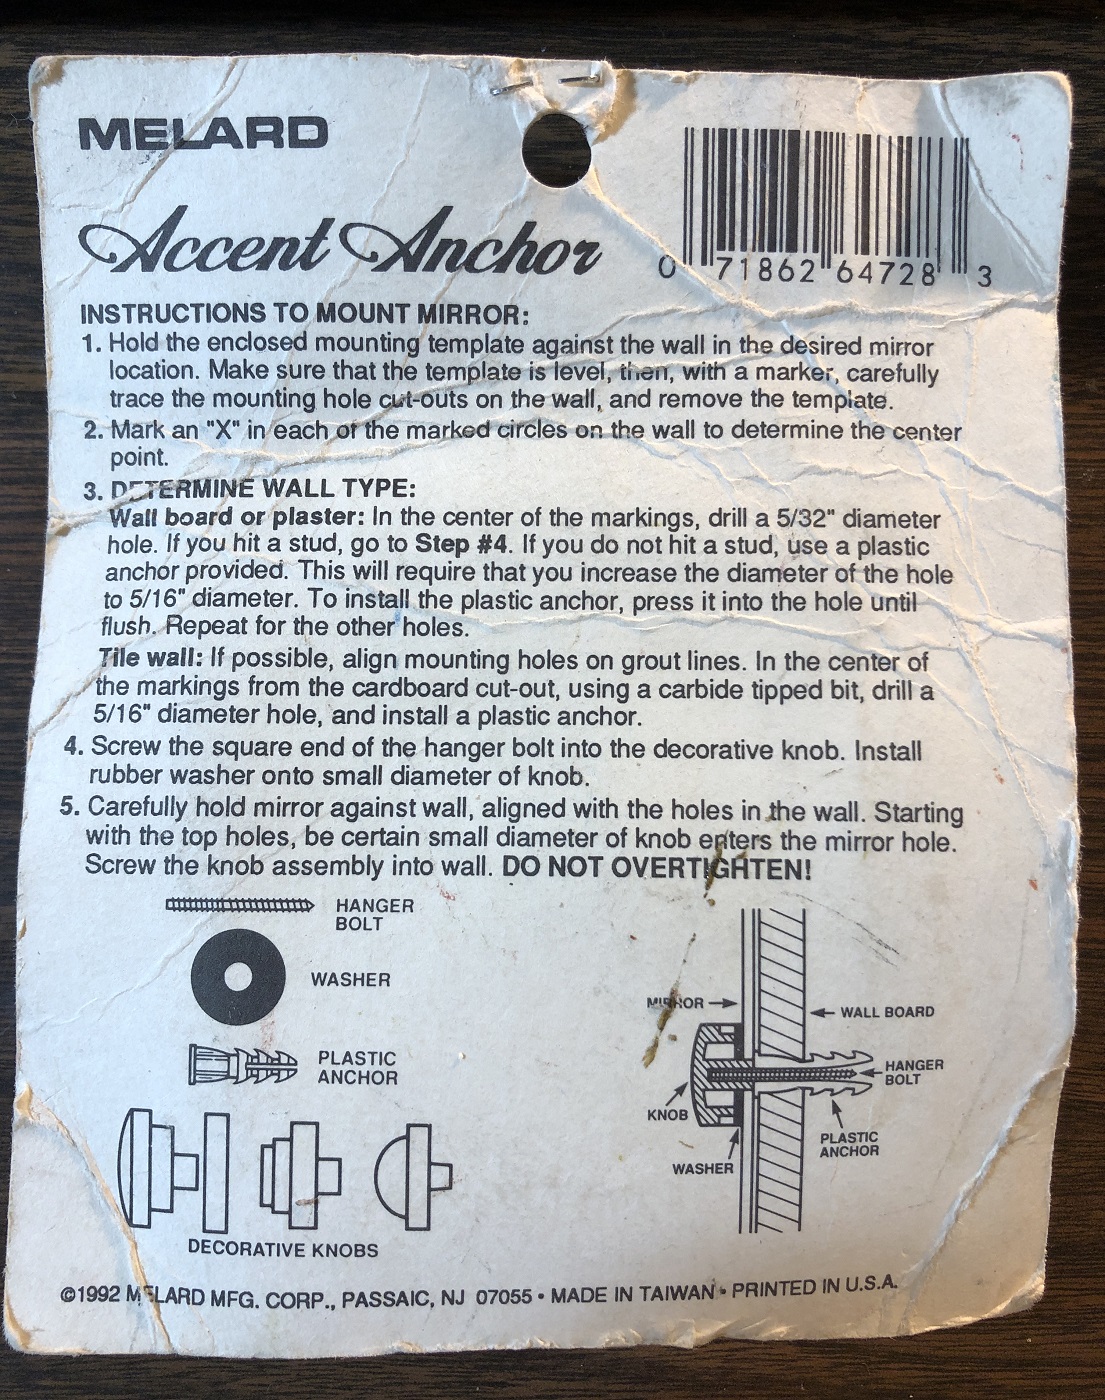 MELARD
Accent Anchor
0 71862 64728 3
INSTRUCTIONS TO MOUNT MIRROR:
1. Hold the enclosed mounting template against the wall in the desired mirror
location. Make sure that the template is level, then, with a marker, carefully
trace the mounting hole cut-outs on the wall, and remove the template.
2. Mark an "X" in each of the marked circles on the wall to determine the center
point.
3. DETERMINE WALL TYPE:
Wall board or plaster: In the center of the markings, drill a 5/32" diameter
hole. If you hit a stud, go to Step #4. If you do not hit a stud, use a plastic
anchor provided. This will require that you increase the diameter of the hole
to 5/16" diameter. To install the plastic anchor, press it into the hole until
flush. Repeat for the other holes.
Tile wall: If possible, align mounting holes on grout lines. In the center of
the markings from the cardboard cut-out, using a carbide tipped bit, drill a
5/16" diameter hole, and install a plastic anchor.
4. Screw the square end of the hanger bolt into the decorative knob. Install
rubber washer onto small diameter of knob.
5. Carefully hold mirror against wall, aligned with the holes in the wall. Starting
with the top holes, be certain small diameter of knob enters the mirror hole.
Screw the knob assembly into wall. DO NOT OVERTIGHTEN!
HANGER
BOLT
WASHER
PLASTIC
ANCHOR
DECORATIVE KNOBS
MIRROR
WALL BOARD
HANGER
BOLT
KNOB
PLASTIC
ANCHOR
WASHER
©1992 MELARD MFG. CORP., PASSAIC, NJ 07055 • MADE IN TAIWAN • PRINTED IN U.S.A.